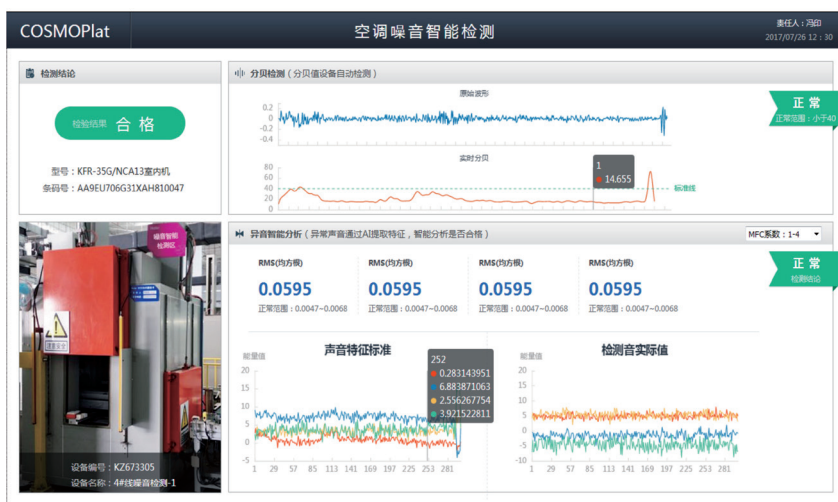 COSMOPlat
空调噪音智能检测
责任人：冯印
2017/07/26 12：30
检测结论
检验结果 合格
型号：KFR-35G/NCA13室内机
条码号：AA9EU706G31XAH810047
分贝检测（分贝值设备自动检测）
原始波形
0.2
0
-0.2
-0.4
正常
正常范围：小于40
实时分贝
80
60
40
20
0
1
14.655
标准线
噪音智能
检测区
注意安全
设备编号：KZ673305
设备名称：4#线噪音检测-1
异音智能分析（异常声音通过AI提取特征，智能分析是否合格）
MFC系数：1-4
RMS(均方根) RMS(均方根) RMS(均方根) RMS(均方根)
0.0595 0.0595 0.0595 0.0595
正常范围：0.0047~0.0068 正常范围：0.0047~0.0068 正常范围：0.0047~0.0068 正常范围：0.0047~0.0068
正常
检测结论
能量值
声音特征标准
20
15
10
5
0
-5
1 29 57 85 113 141 169 197 225 253 281
252
0.283143951
6.883871063
2.556267754
3.921522811
能量值
检测音实际值
20
15
10
5
0
-5
-10
1 29 57 85 113 141 169 197 225 253 281